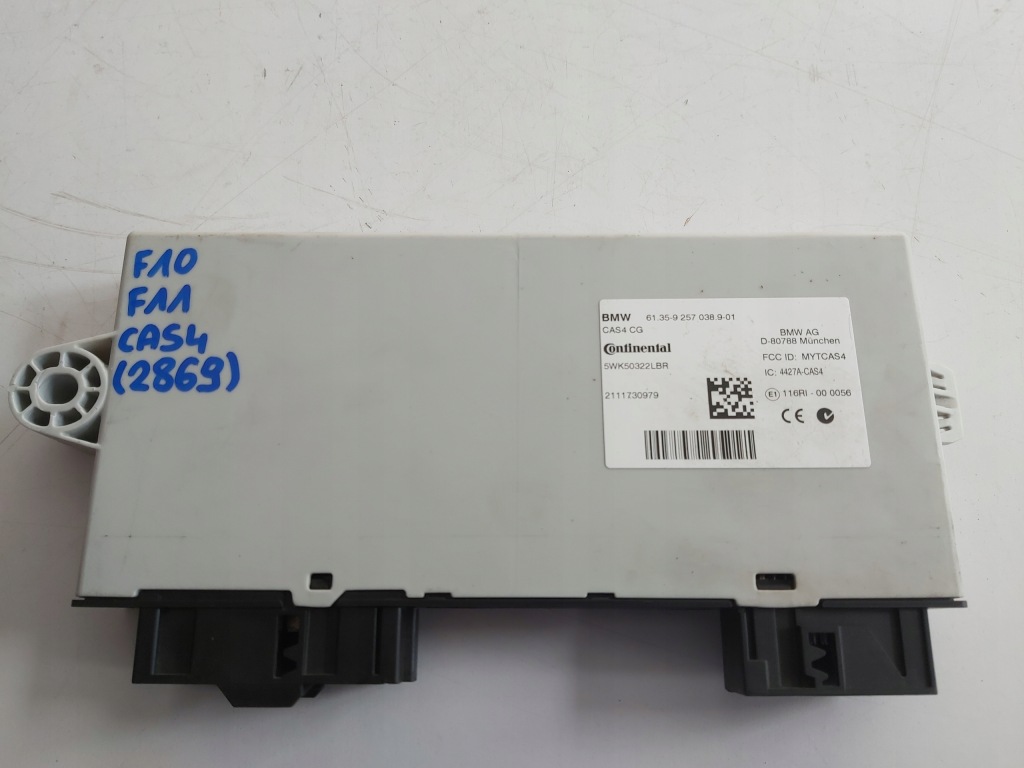 F10
F11
CAS4
(2869)
BMW 61.35-9 257 038.9-01
CAS4 CG
Continental
5WK50322LBR
2111730979
BMW AG
D-80788 München
FCC ID: MYTCAS4
IC: 4427A-CAS4
E1 116RI - 00 0056
CE